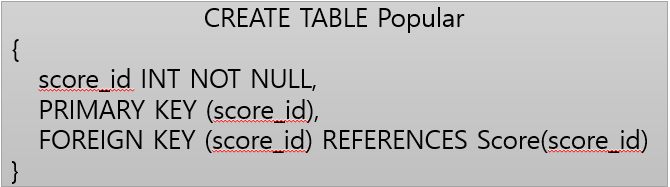 CREATE TABLE Popular
{
score_id INT NOT NULL,
PRIMARY KEY (score_id),
FOREIGN KEY (score_id) REFERENCES Score(score_id)
}